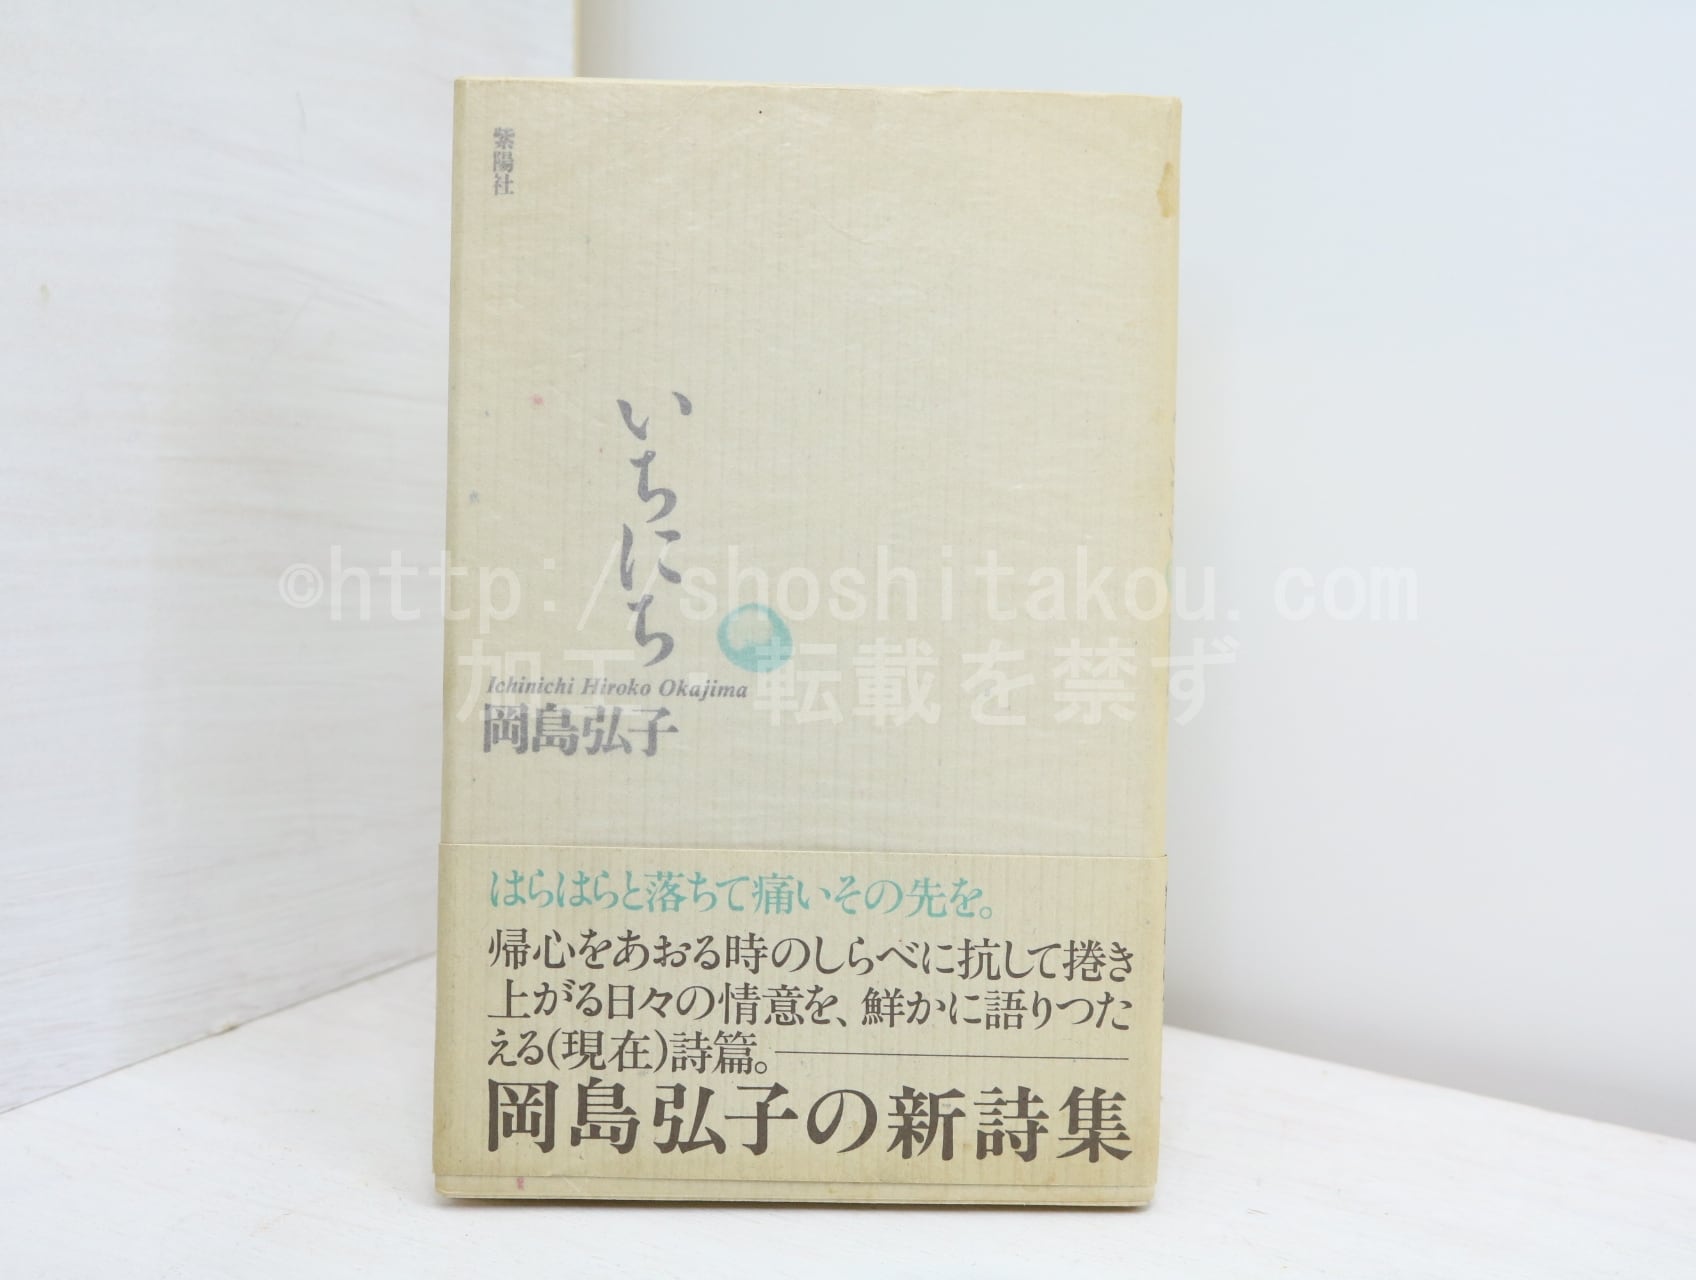 紫陽社
いちにち
Ichinichi Hiroko Okajima
岡島弘子
はらはらと落ちて痛いその先を。
帰心をあおる時のしらべに抗して捲き
上がる日々の情意を、鮮かに語りつた
える(現在)詩篇。
岡島弘子の新詩集
©http://shoshitakou.com
加工・転載を禁ず